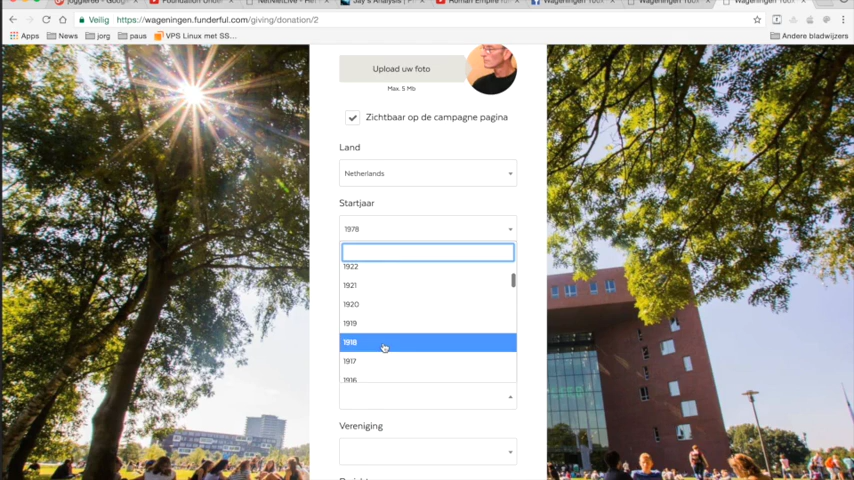 Veilig
https://wageningen.funderful.com/giving/donation/2
Apps
News
jorg
paus
VPS Linux met SS…
Andere bladwijzers
Upload uw foto
Max. 5 Mb
Zichtbaar op de campagne pagina
Land
Netherlands
Startjaar
1978
1922
1921
1920
1919
1918
1917
1916
Vereniging